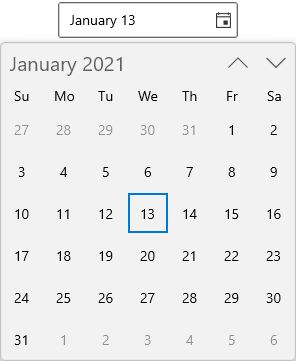 January 13
January 2021
Su Mo Tu We Th Fr Sa
27 28 29 30 31 1 2
3 4 5 6 7 8 9
10 11 12 13 14 15 16
17 18 19 20 21 22 23
24 25 26 27 28 29 30
31 1 2 3 4 5 6